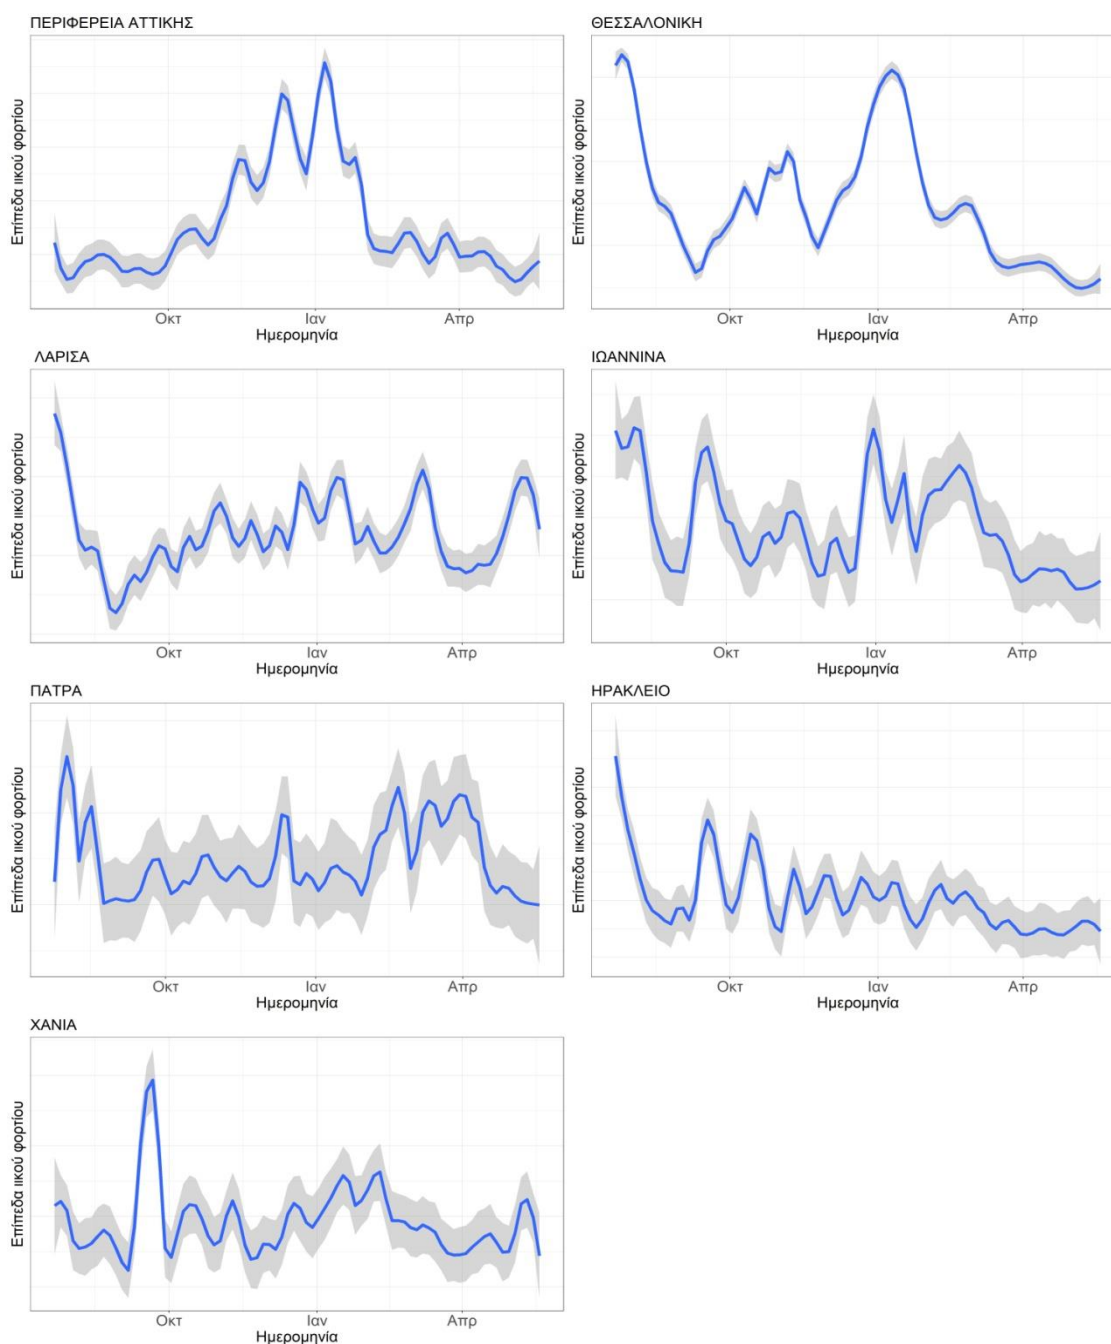 ΠΕΡΙΦΕΡΕΙΑ ΑΤΤΙΚΗΣ
Επίπεδα ιικού φορτίου
Οκτ Ιαν Απρ
Ημερομηνία
ΘΕΣΣΑΛΟΝΙΚΗ
Επίπεδα ιικού φορτίου
Οκτ Ιαν Απρ
Ημερομηνία
ΛΑΡΙΣΑ
Επίπεδα ιικού φορτίου
Οκτ Ιαν Απρ
Ημερομηνία
ΙΩΑΝΝΙΝΑ
Επίπεδα ιικού φορτίου
Οκτ Ιαν Απρ
Ημερομηνία
ΠΑΤΡΑ
Επίπεδα ιικού φορτίου
Οκτ Ιαν Απρ
Ημερομηνία
ΗΡΑΚΛΕΙΟ
Επίπεδα ιικού φορτίου
Οκτ Ιαν Απρ
Ημερομηνία
ΧΑΝΙΑ
Επίπεδα ιικού φορτίου
Οκτ Ιαν Απρ
Ημερομηνία